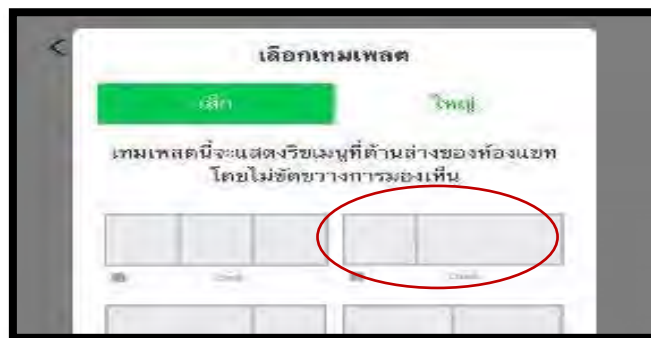 เลือกเทมเพลต
เล็ก
ใหญ่
เทมเพลตนี้จะแสดงริชเมนูที่ด้านล่างของห้องแชท
โดยไม่ขัดขวางการมองเห็น